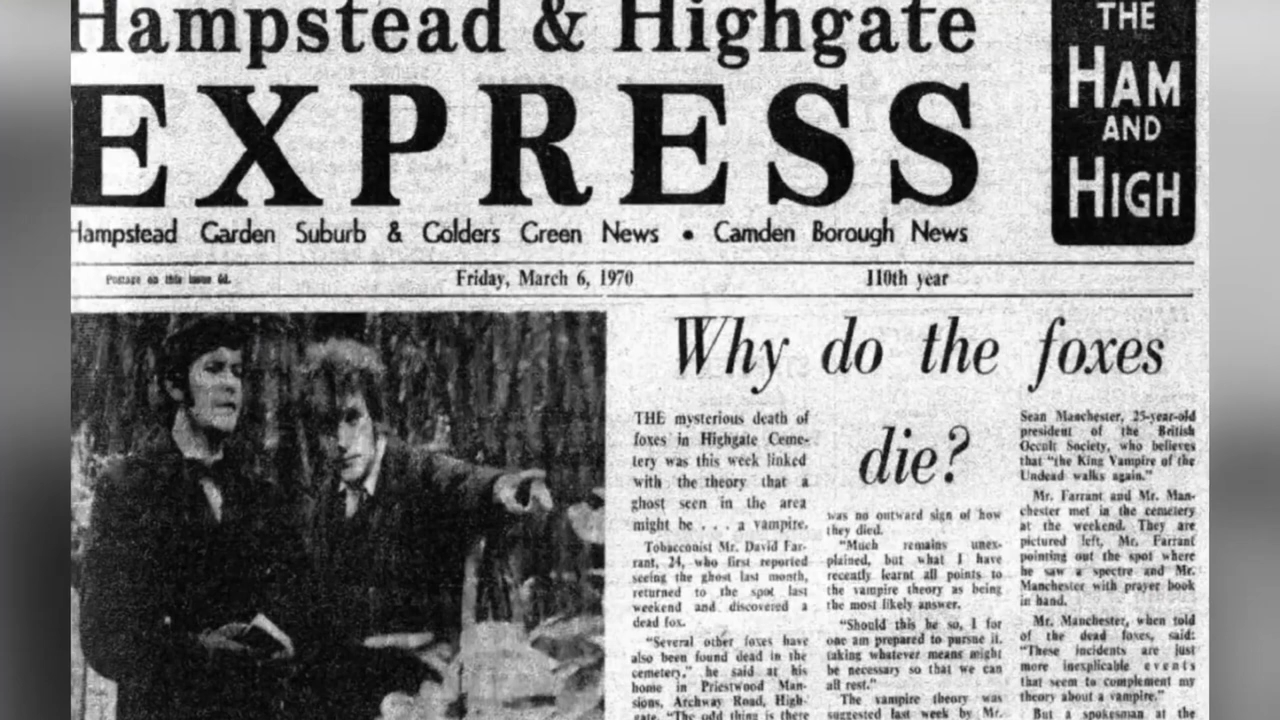 Hampstead & Highgate
EXPRESS
Hampstead Garden Suburb & Golders Green News • Camden Borough News
THE
HAM
AND
HIGH
Postage on this issue 6d.
Friday, March 6, 1970
110th year
Why do the foxes
die?
THE mysterious death of
foxes in Highgate Ceme-
tery was this week linked
with the theory that a
ghost seen in the area
might be . . . a vampire.
Tobacconist Mr. David Far-
rant, 24, who first reported
seeing the ghost last month,
returned to the spot last
weekend and discovered a
dead fox.
"Several other foxes have
also been found dead in the
cemetery," he said at his
home in Priestwood Man-
sions, Archway Road, High-
gate. "The odd thing is there
was no outward sign of how
they died.
"Much remains unex-
plained, but what I have
recently learnt all points to
the vampire theory as being
the most likely answer.
"Should this be so, I for
one am prepared to pursue it,
taking whatever means might
be necessary so that we can
all rest."
The vampire theory was
suggested last week by Mr.
Sean Manchester, 25-year-old
president of the British
Occult Society, who believes
that "the King Vampire of the
Undead walks again."
Mr. Farrant and Mr. Man-
chester met in the cemetery
at the weekend. They are
pictured left, Mr. Farrant
pointing out the spot where
he saw a spectre and Mr.
Manchester with prayer book
in hand.
Mr. Manchester, when told
of the dead foxes, said:
"These incidents are just
more inexplicable events
that seem to complement my
theory about a vampire."
But a spokesman at the